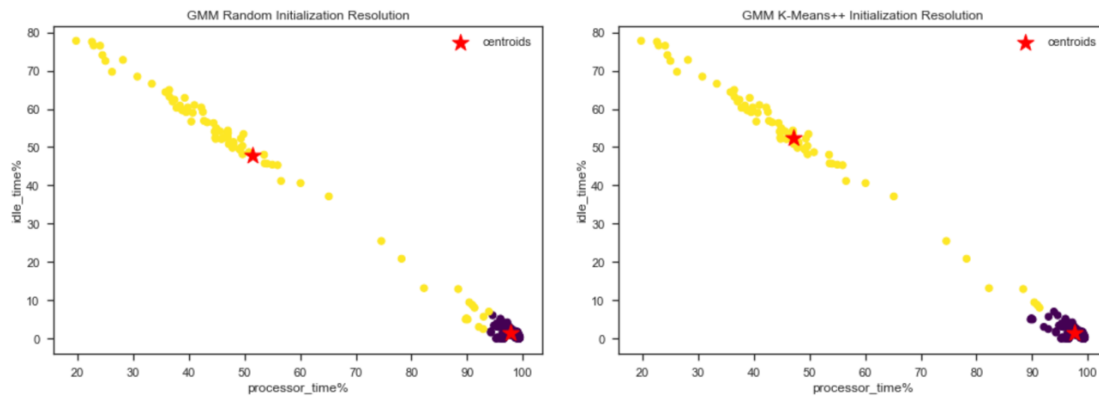 GMM Random Initialization Resolution
centroids
80
70
60
50
40
30
20
10
0
idle_time%
20 30 40 50 60 70 80 90 100
processor_time%
GMM K-Means++ Initialization Resolution
centroids
80
70
60
50
40
30
20
10
0
idle_time%
20 30 40 50 60 70 80 90 100
processor_time%